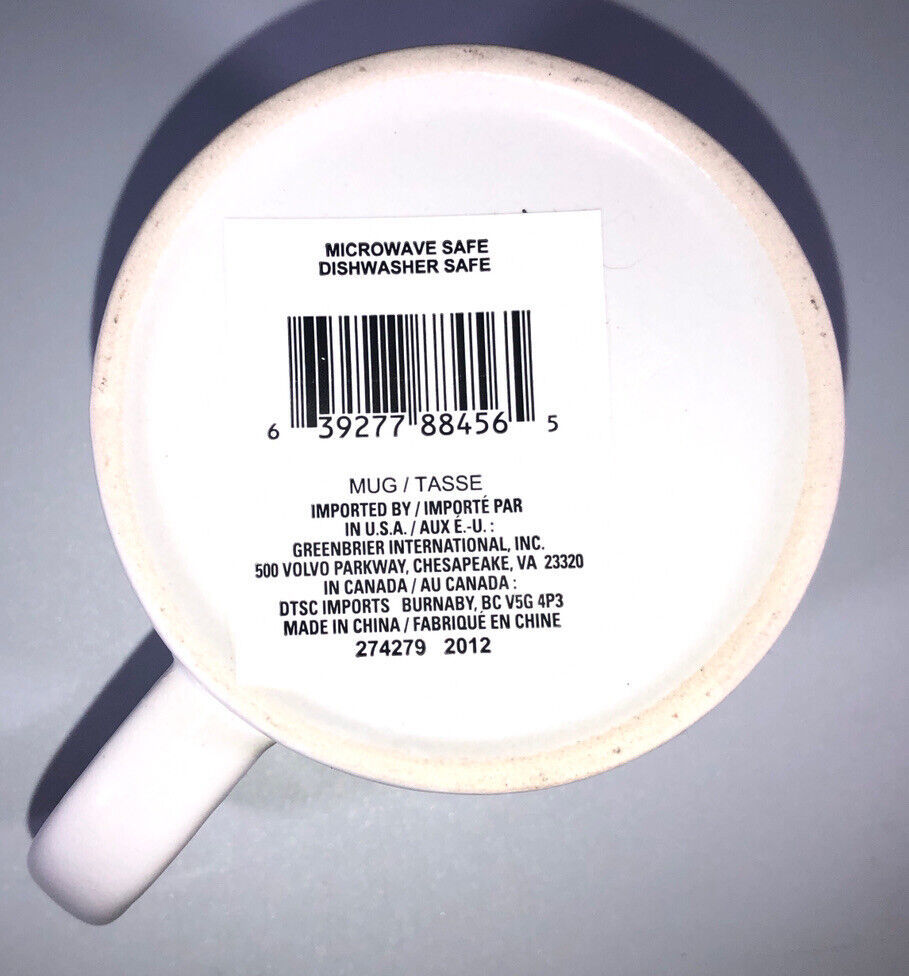 MICROWAVE SAFE
DISHWASHER SAFE
6 39277 88456 5
MUG / TASSE
IMPORTED BY / IMPORTÉ PAR
IN U.S.A. / AUX É.-U. :
GREENBRIER INTERNATIONAL, INC.
500 VOLVO PARKWAY, CHESAPEAKE, VA 23320
IN CANADA / AU CANADA :
DTSC IMPORTS BURNABY, BC V5G 4P3
MADE IN CHINA / FABRIQUÉ EN CHINE
274279 2012